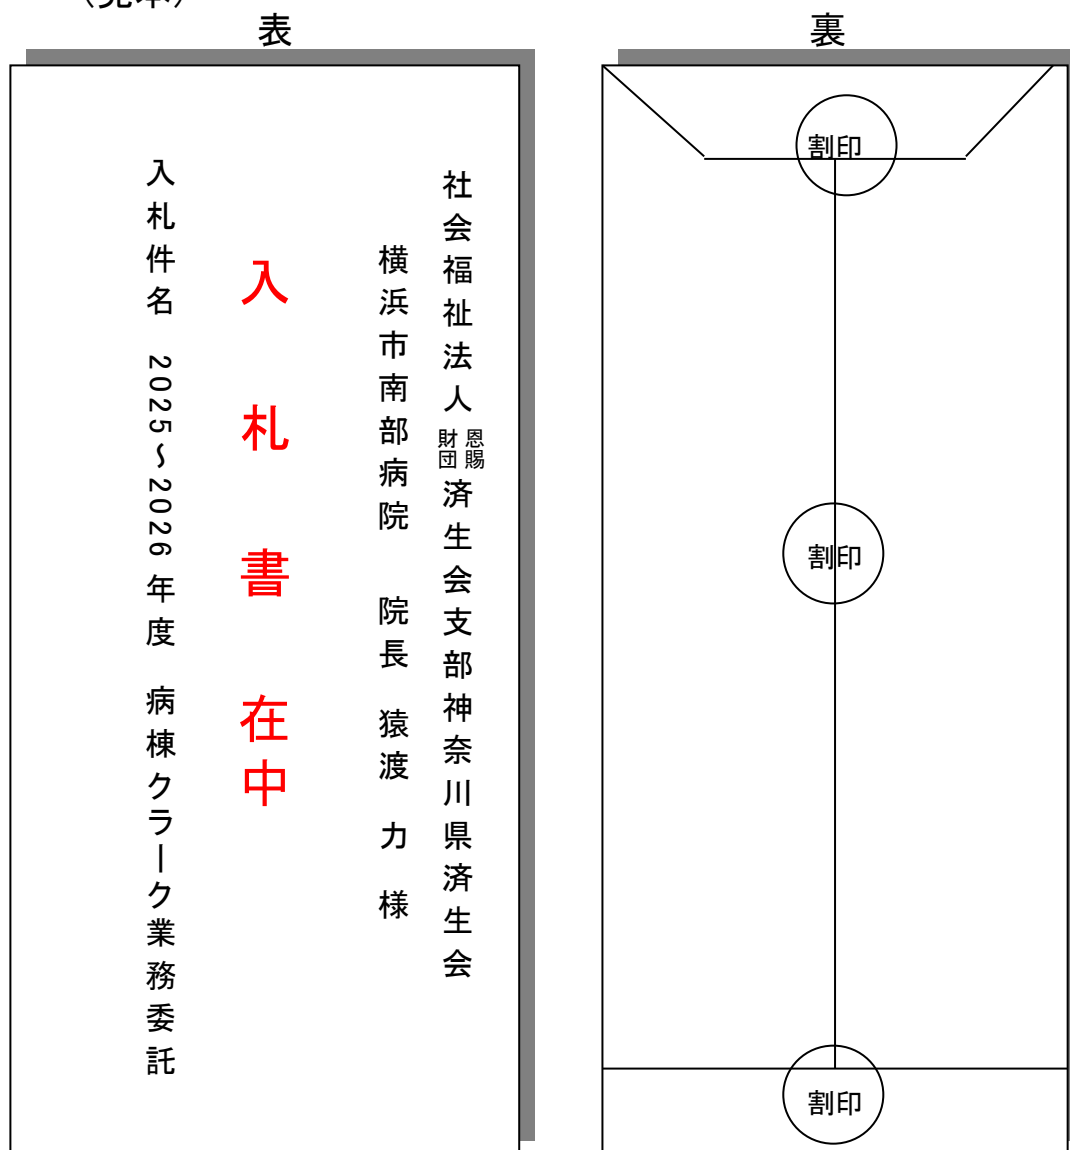 (見本)
表
社会福祉法人 恩賜財団 済生会支部神奈川県済生会
横浜市南部病院 院長 猿渡 力 様
入札書在中
入札件名 2025~2026年度 病棟クラーク業務委託
裏
割印
割印
割印